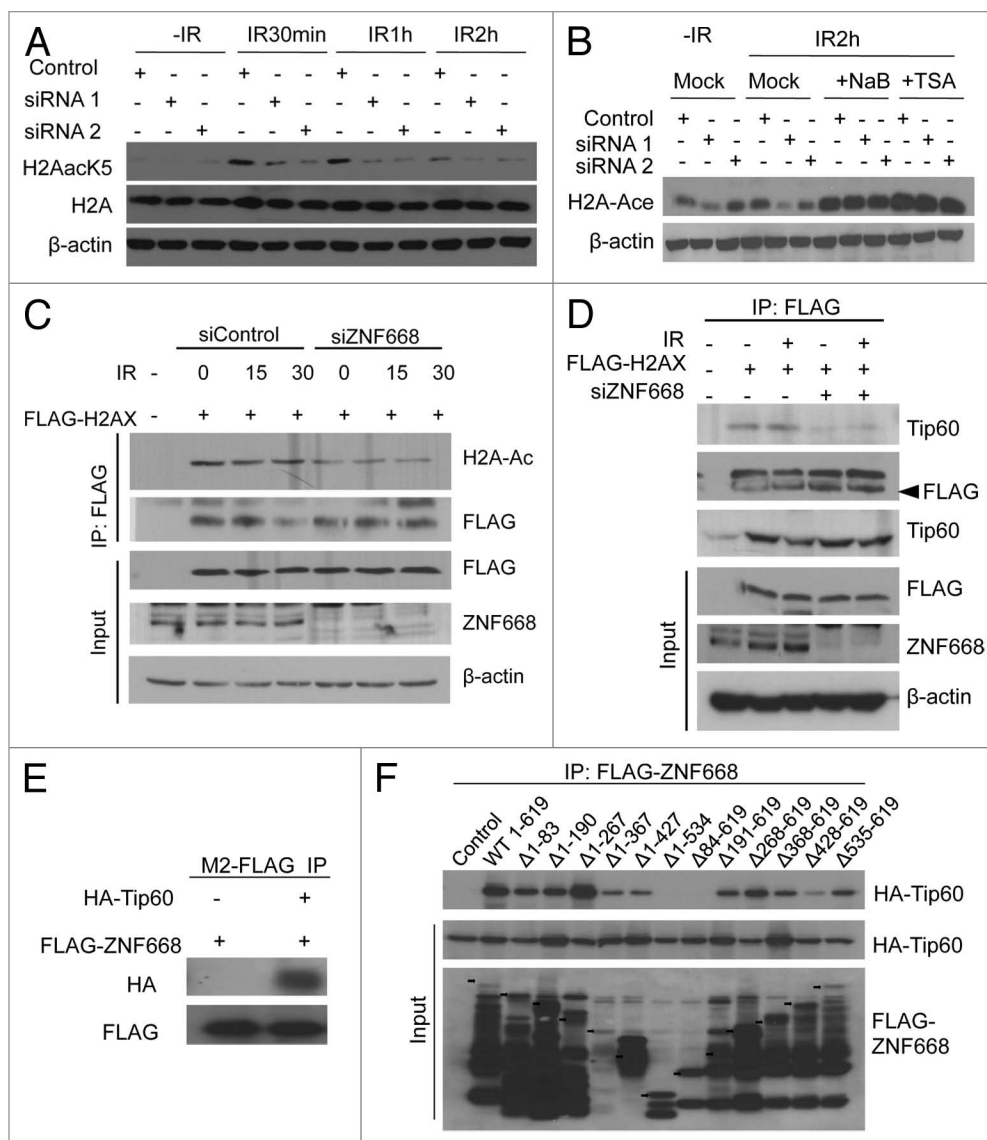 A
-IR IR30min IR1h IR2h
Control + - - + - - + - - + - -
siRNA 1 - + - - + - - + - - + -
siRNA 2 - - + - - + - - + - - +
H2AacK5
H2A
β-actin
B
-IR IR2h
Mock Mock +NaB +TSA
Control + - - + - - + - - + - -
siRNA 1 - + - - + - - + - - + -
siRNA 2 - - + - - + - - + - - +
H2A-Ace
β-actin
C
siControl siZNF668
IR - 0 15 30 0 15 30
FLAG-H2AX - + + + + + +
IP: FLAG
H2A-Ac
FLAG
Input
FLAG
ZNF668
β-actin
D
IP: FLAG
IR - - + - +
FLAG-H2AX - + + + +
siZNF668 - - - + +
Tip60
FLAG
Tip60
Input
FLAG
ZNF668
β-actin
E
M2-FLAG IP
HA-Tip60 - +
FLAG-ZNF668 + +
HA
FLAG
F
IP: FLAG-ZNF668
Control WT 1-619 Δ1-83 Δ1-190 Δ1-267 Δ1-367 Δ1-427 Δ1-534 Δ84-619 Δ191-619 Δ268-619 Δ368-619 Δ428-619 Δ535-619
HA-Tip60
Input
HA-Tip60
FLAG-
ZNF668